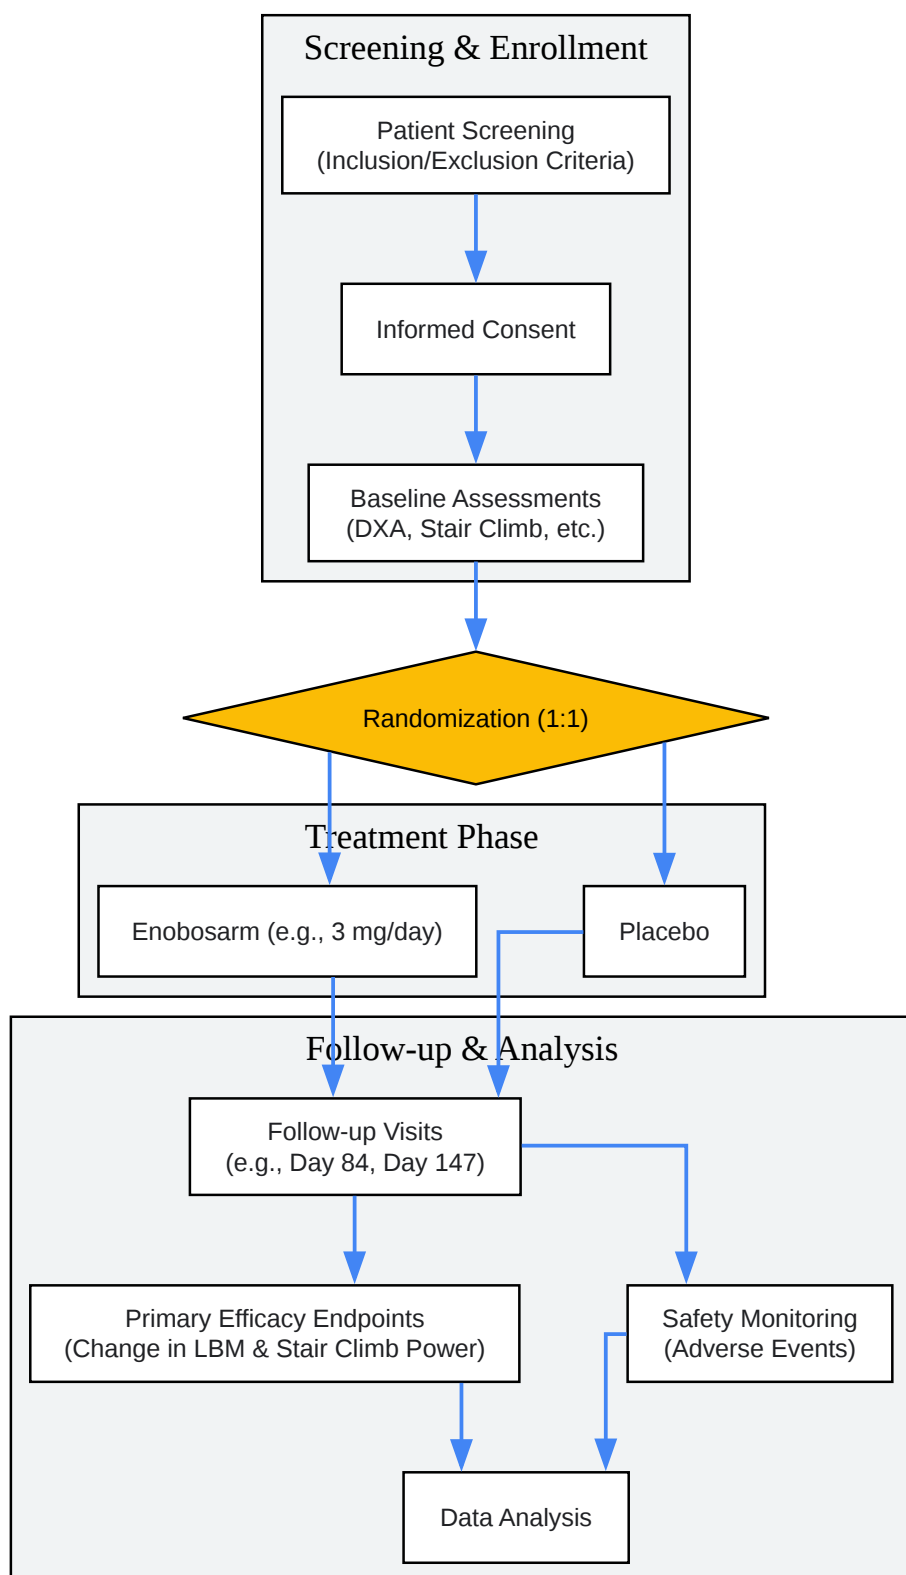 Screening & Enrollment
Patient Screening
(Inclusion/Exclusion Criteria)
Informed Consent
Baseline Assessments
(DXA, Stair Climb, etc.)
Randomization (1:1)
Treatment Phase
Enobosarm (e.g., 3 mg/day)
Placebo
Follow-up & Analysis
Follow-up Visits
(e.g., Day 84, Day 147)
Primary Efficacy Endpoints
(Change in LBM & Stair Climb Power)
Safety Monitoring
(Adverse Events)
Data Analysis